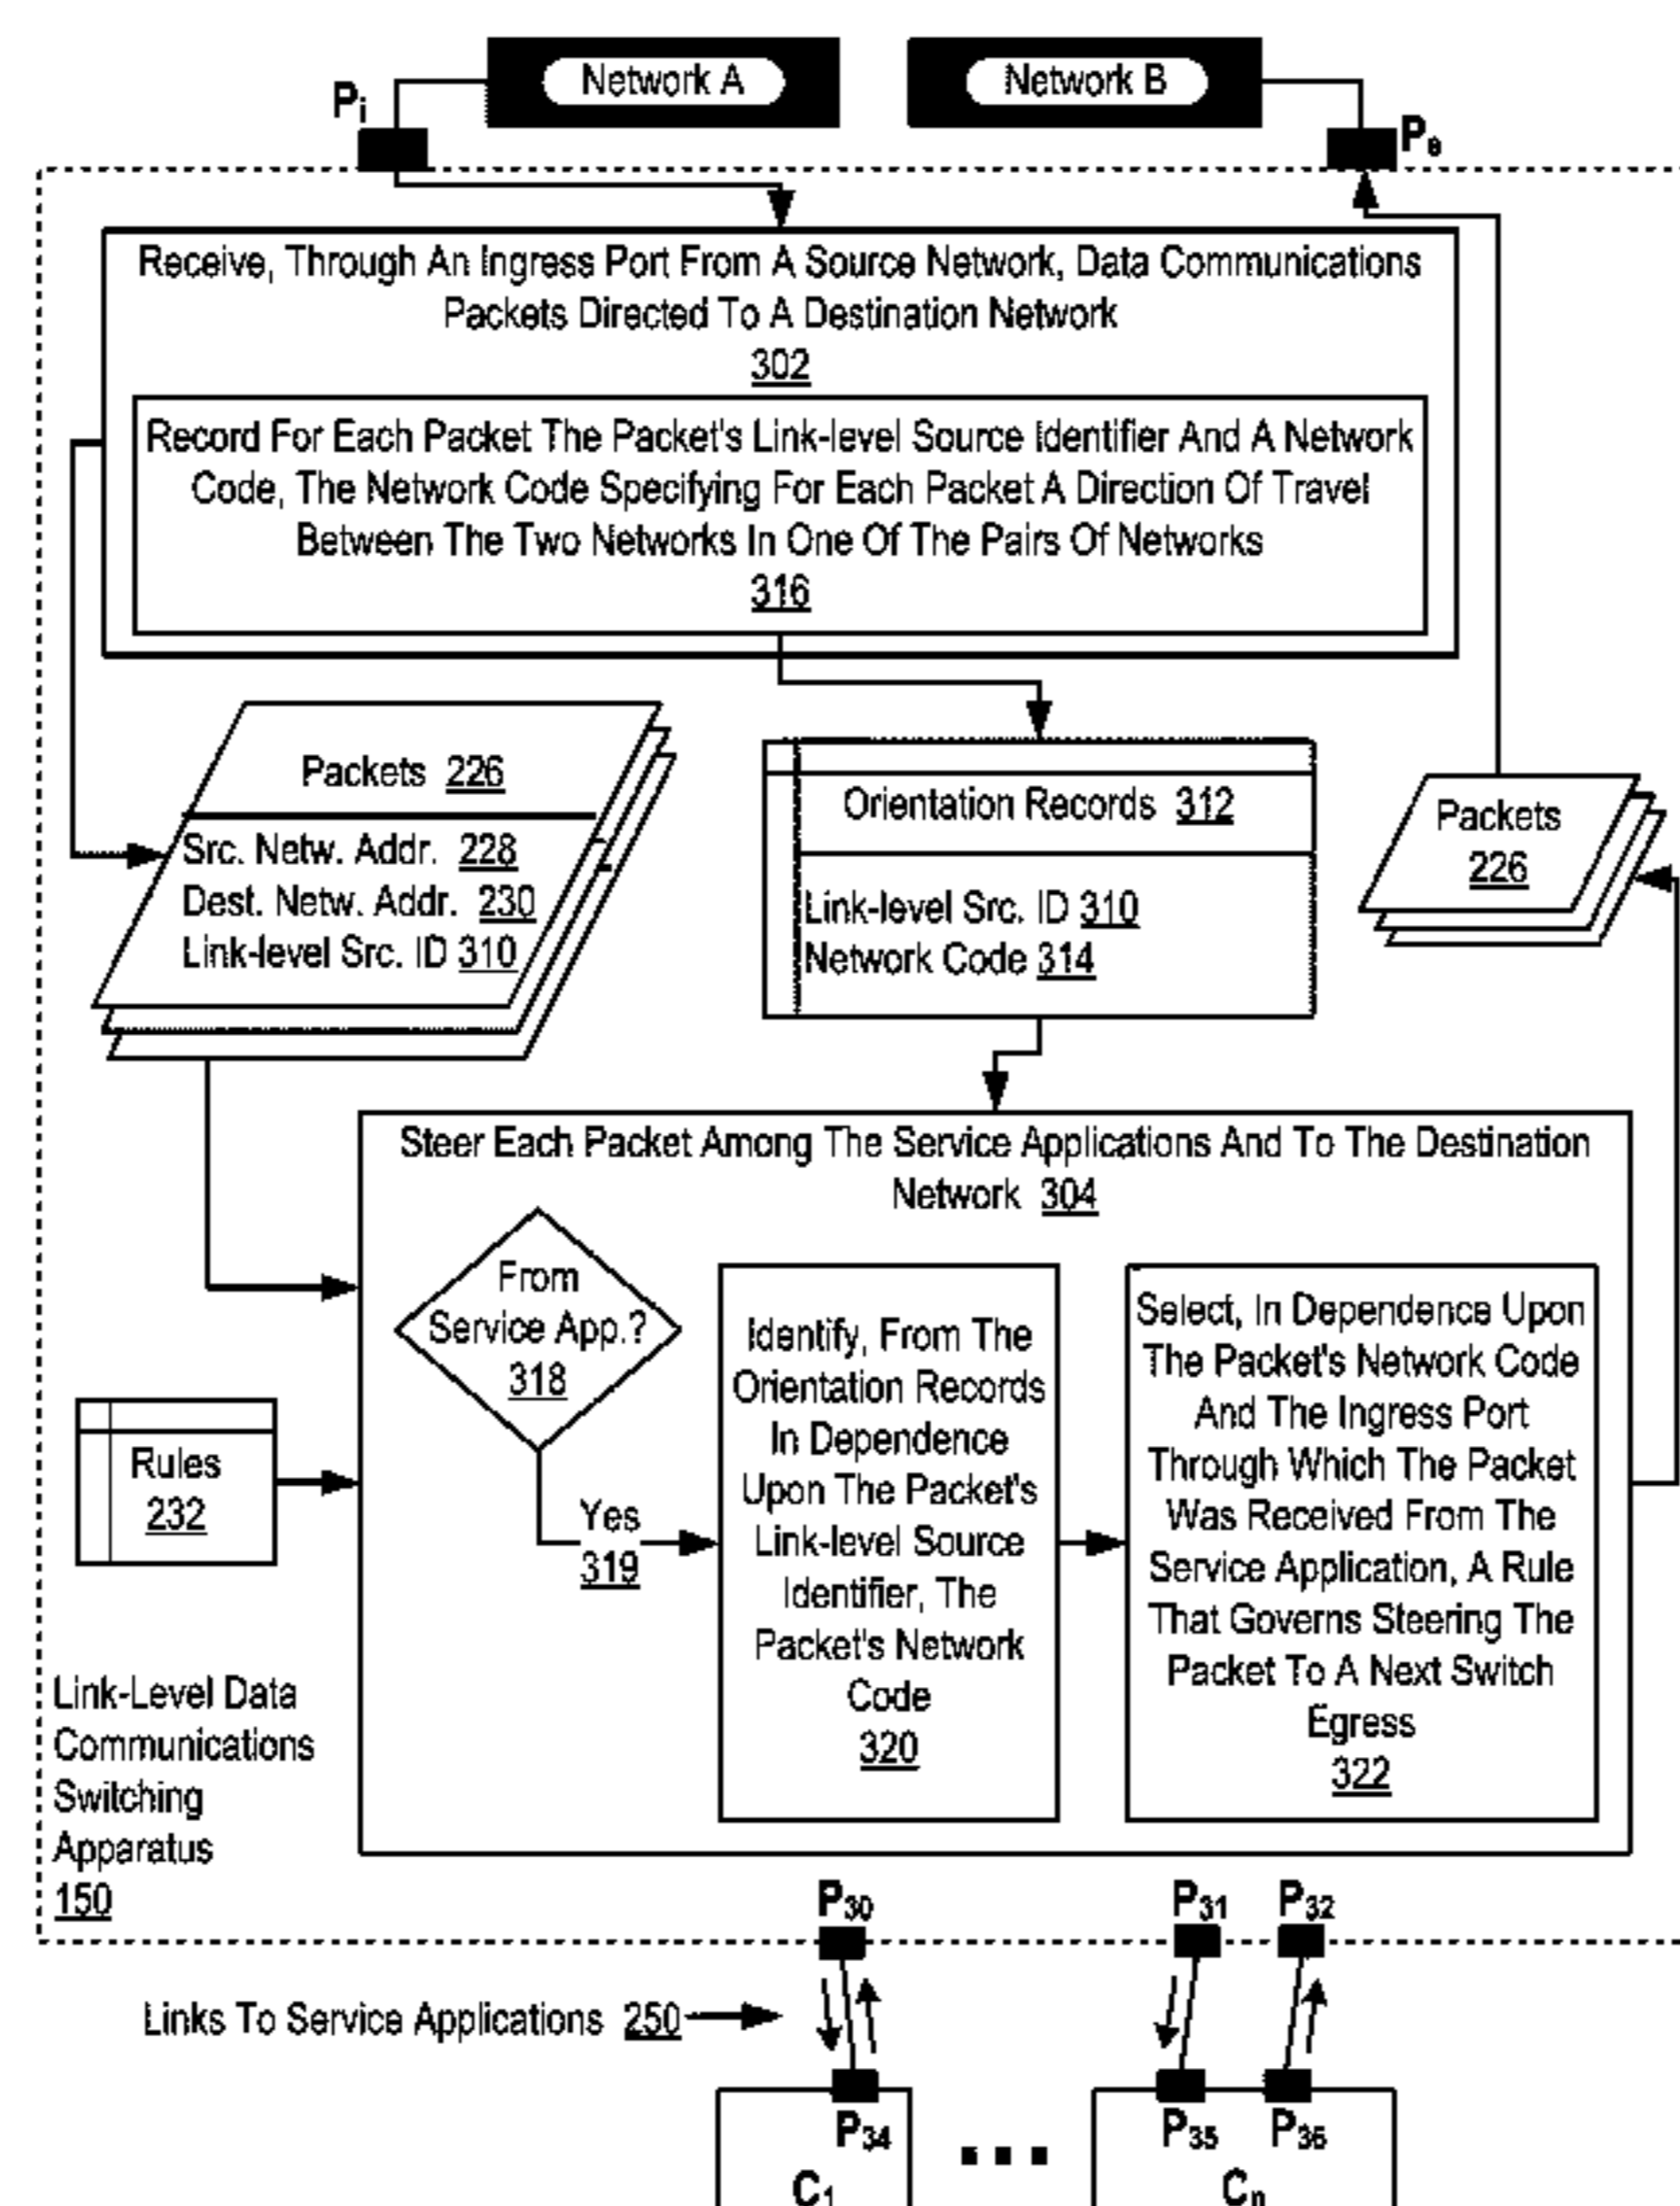 Network A
Network B
Pi
Pe
Receive, Through An Ingress Port From A Source Network, Data Communications
Packets Directed To A Destination Network
302
Record For Each Packet The Packet's Link-level Source Identifier And A Network
Code, The Network Code Specifying For Each Packet A Direction Of Travel
Between The Two Networks In One Of The Pairs Of Networks
316
Packets 226
Src. Netw. Addr. 228
Dest. Netw. Addr. 230
Link-level Src. ID 310
Orientation Records 312
Link-level Src. ID 310
Network Code 314
Packets
226
Steer Each Packet Among The Service Applications And To The Destination
Network 304
From
Service App.?
318
Yes
319
Identify, From The
Orientation Records
In Dependence
Upon The Packet's
Link-level Source
Identifier, The
Packet's Network
Code
320
Select, In Dependence Upon
The Packet's Network Code
And The Ingress Port
Through Which The Packet
Was Received From The
Service Application, A Rule
That Governs Steering The
Packet To A Next Switch
Egress
322
Rules
232
Link-Level Data
Communications
Switching
Apparatus
150
P30
P31
P32
Links To Service Applications 250
P34
P35
P36
C1
Cn